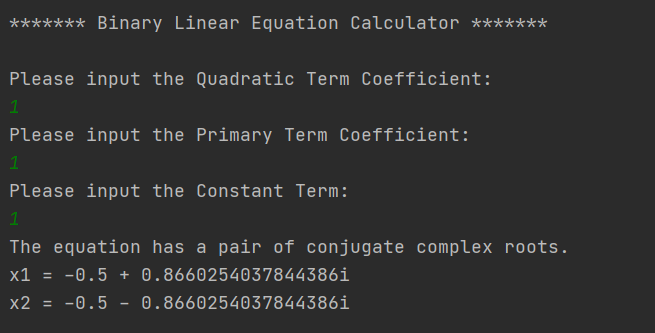 ******* Binary Linear Equation Calculator *******
Please input the Quadratic Term Coefficient:
1
Please input the Primary Term Coefficient:
1
Please input the Constant Term:
1
The equation has a pair of conjugate complex roots.
x1 = -0.5 + 0.8660254037844386i
x2 = -0.5 - 0.8660254037844386i